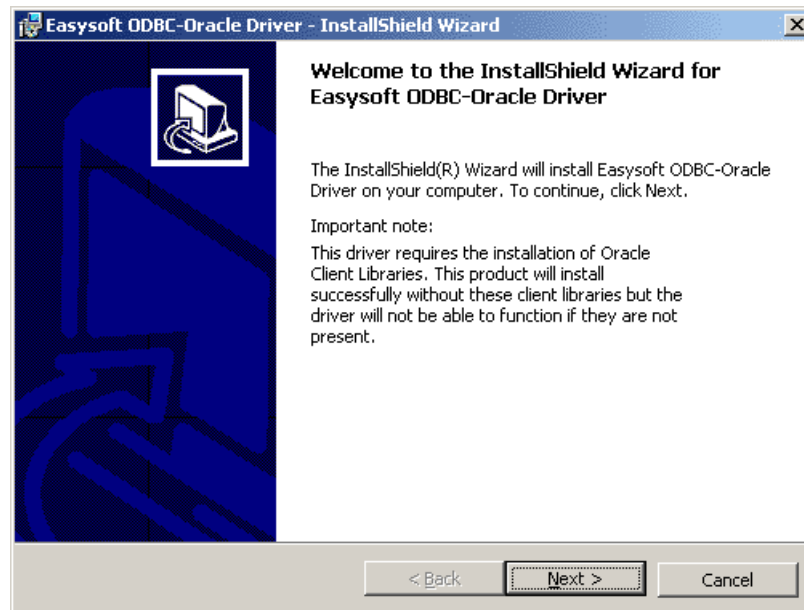 Easysoft ODBC-Oracle Driver - InstallShield Wizard
Welcome to the InstallShield Wizard for
Easysoft ODBC-Oracle Driver
The InstallShield(R) Wizard will install Easysoft ODBC-Oracle
Driver on your computer. To continue, click Next.
Important note:
This driver requires the installation of Oracle
Client Libraries. This product will install
successfully without these client libraries but the
driver will not be able to function if they are not
present.
< Back
Next >
Cancel